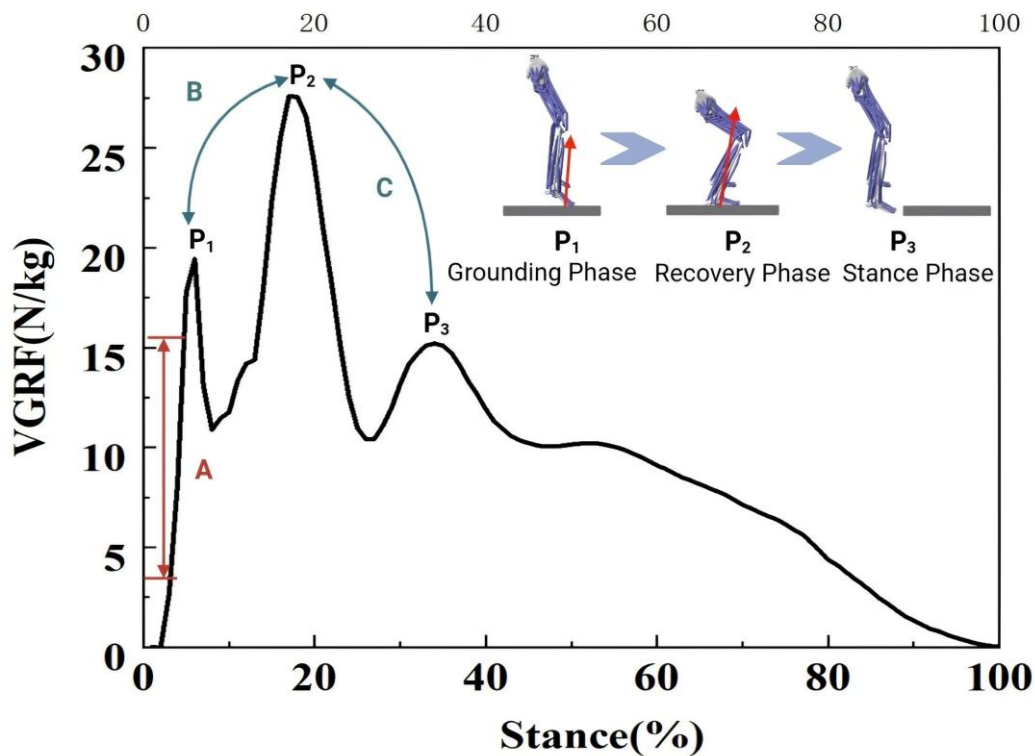 0 20 40 60 80 100
30
25
20
15
10
5
0
VGRF(N/kg)
A
B
C
P₁
P₂
P₃
P₁ P₂ P₃
Grounding Phase Recovery Phase Stance Phase
0 20 40 60 80 100
Stance(%)